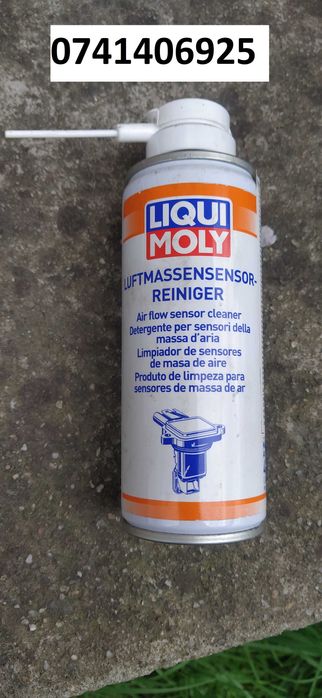 0741406925
LIQUI
MOLY
LUFTMASSENSENSOR-
REINIGER
Air flow sensor cleaner
Detergente per sensori della
massa d'aria
Limpiador de sensores
de masa de aire
Produto de limpeza para
sensores de massa de ar